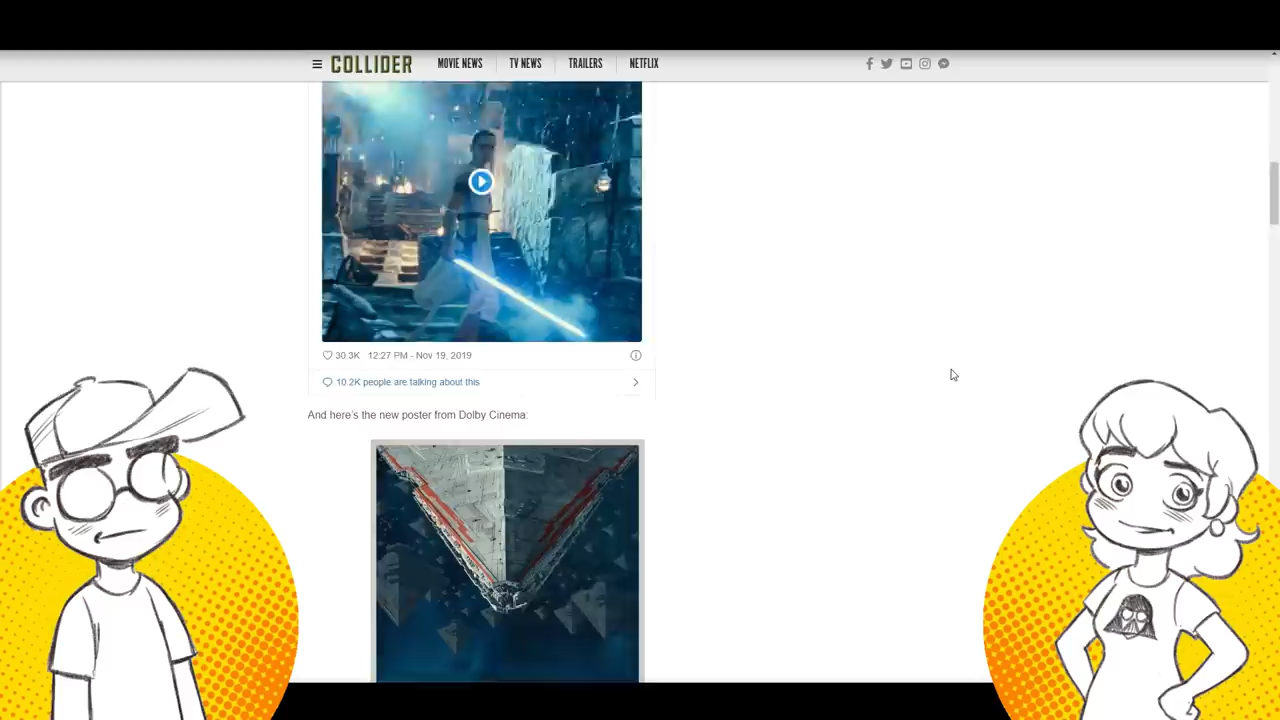 COLLIDER MOVIE NEWS TV NEWS TRAILERS NETFLIX
30.3K 12:27 PM - Nov 19, 2019
10.2K people are talking about this
And here's the new poster from Dolby Cinema: